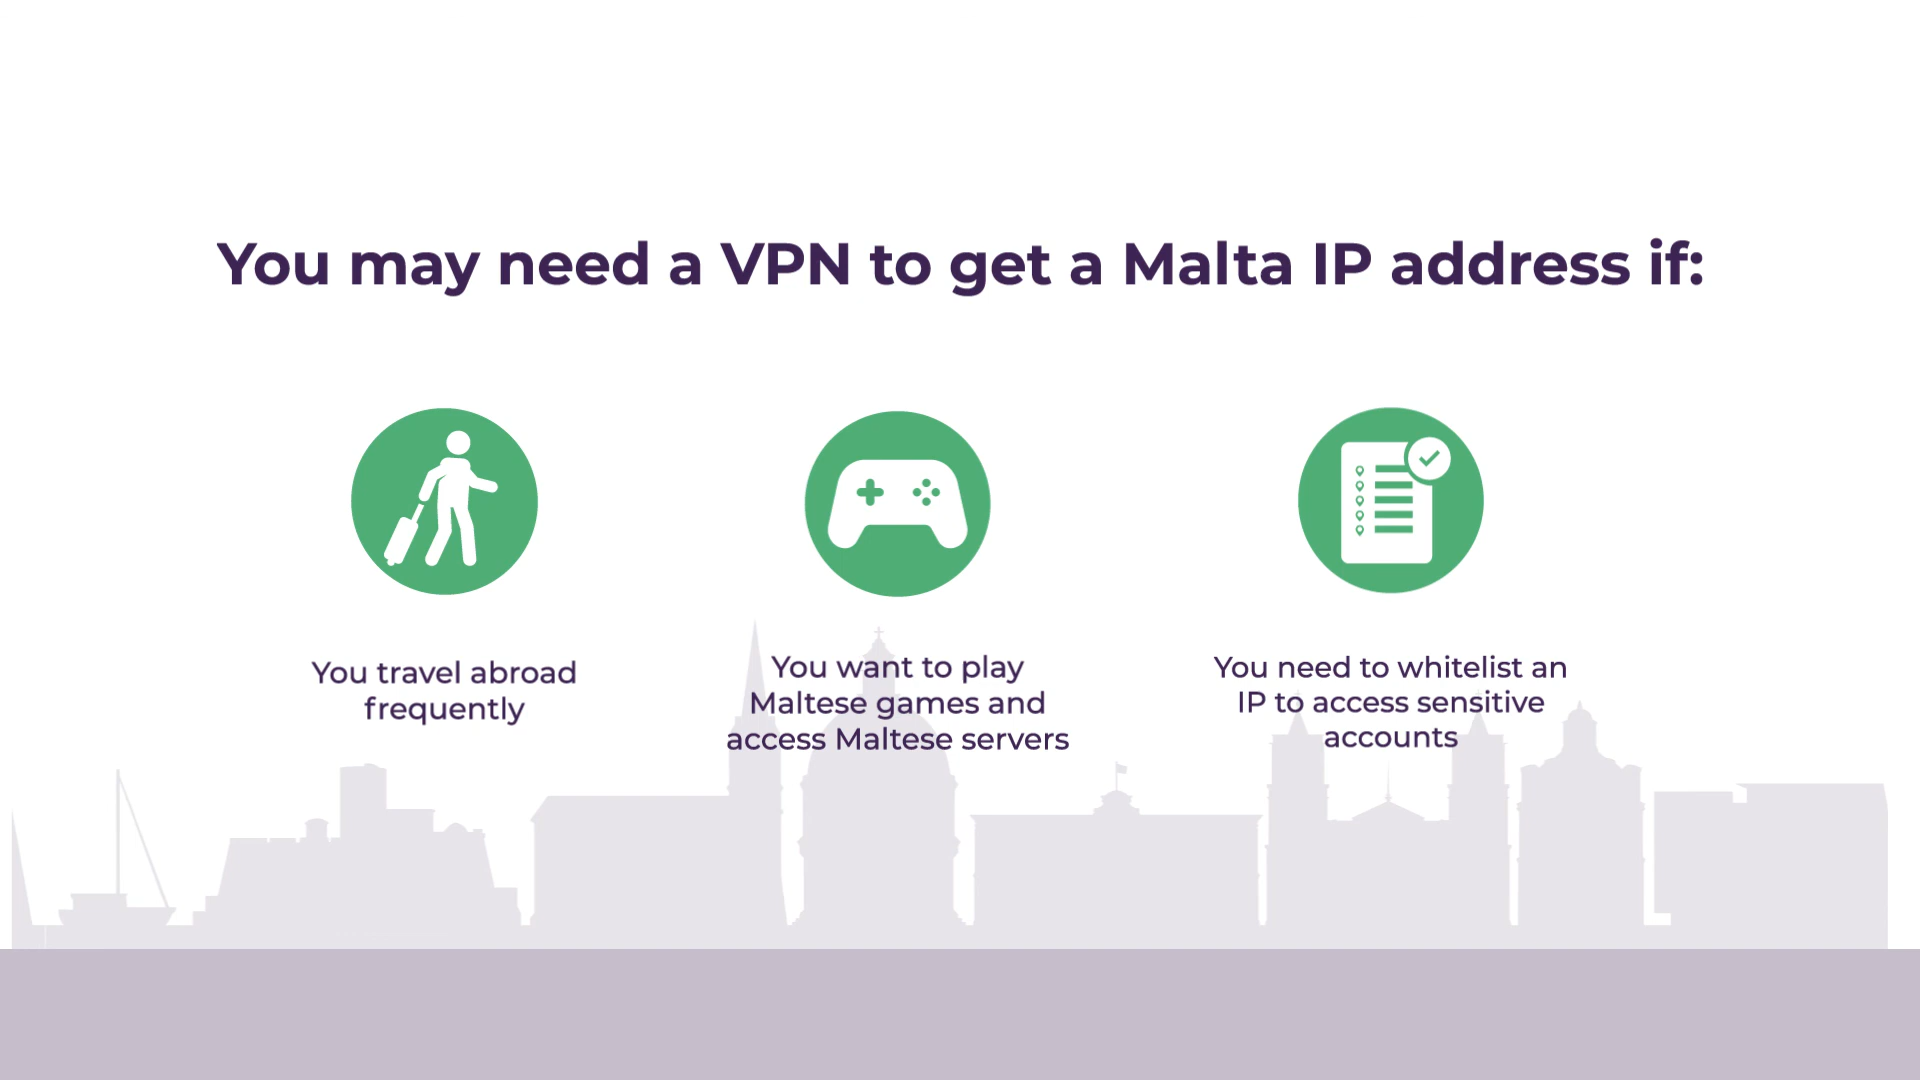 You may need a VPN to get a Malta IP address if:
You travel abroad
frequently
You want to play
Maltese games and
access Maltese servers
You need to whitelist an
IP to access sensitive
accounts